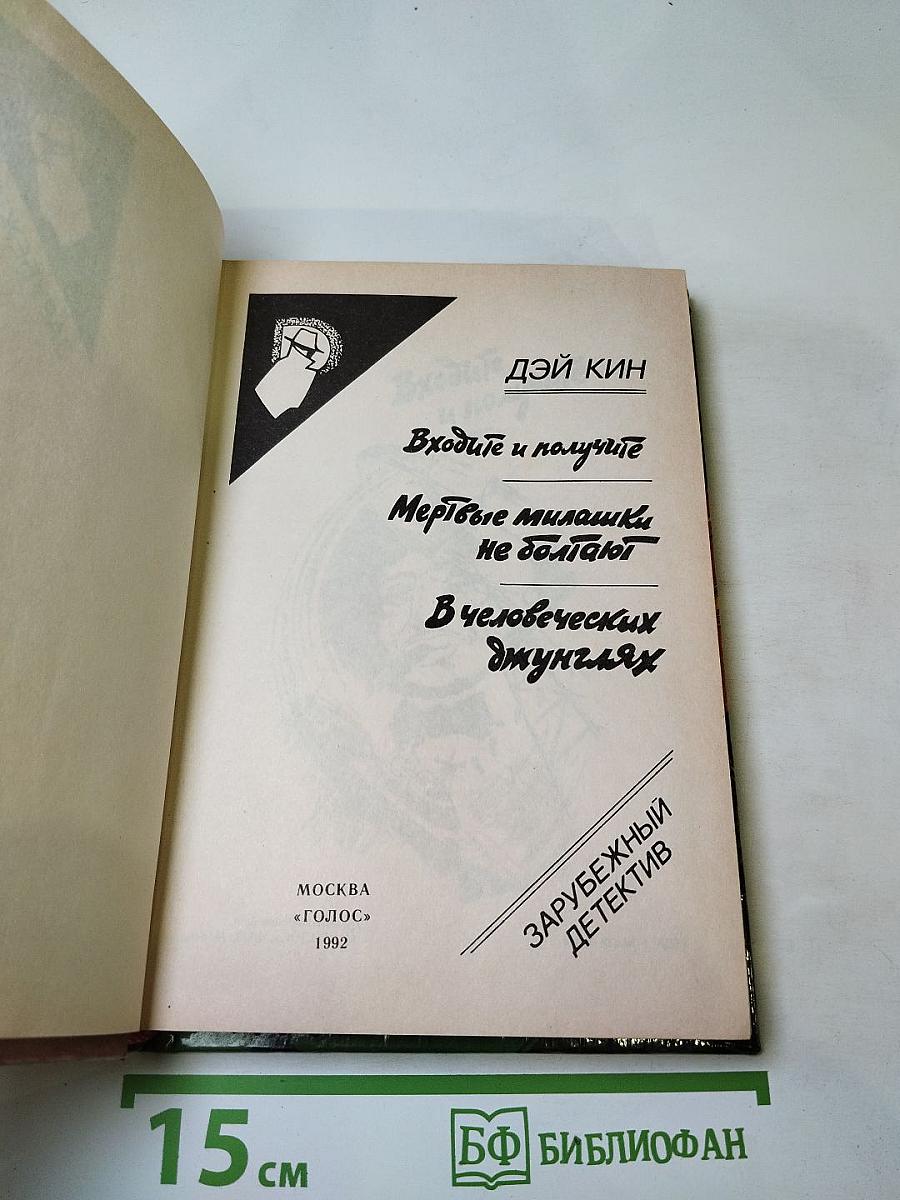 ДЭЙ КИН
Входите и получите
Мертвые милашки
не болтают
В человеческих
джунглях
ЗАРУБЕЖНЫЙ
ДЕТЕКТИВ
МОСКВА
«ГОЛОС»
1992
15 см
БФ БИБЛИОФАН